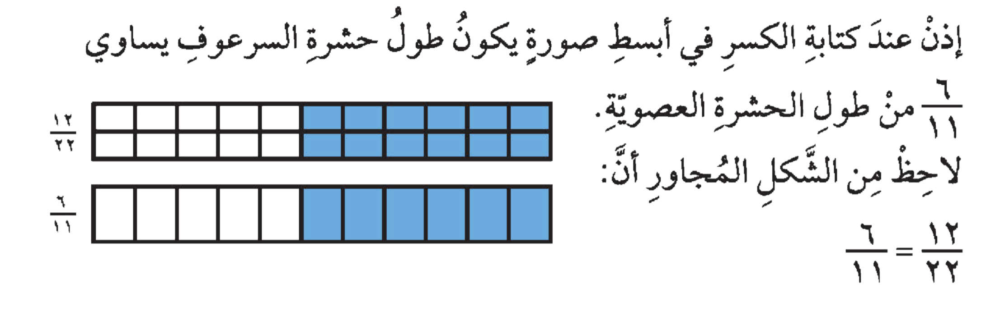 إذنْ عندَ كتابةِ الكسرِ في أبسطِ صورةٍ يكونُ طولُ حشرةِ السرعوفِ يساوي
٦/١١ منْ طولِ الحشرةِ العصويّةِ.
لاحِظْ مِن الشَّكلِ المُجاورِ أنَّ:
١٢/٢٢ = ٦/١١
١٢/٢٢
٦/١١